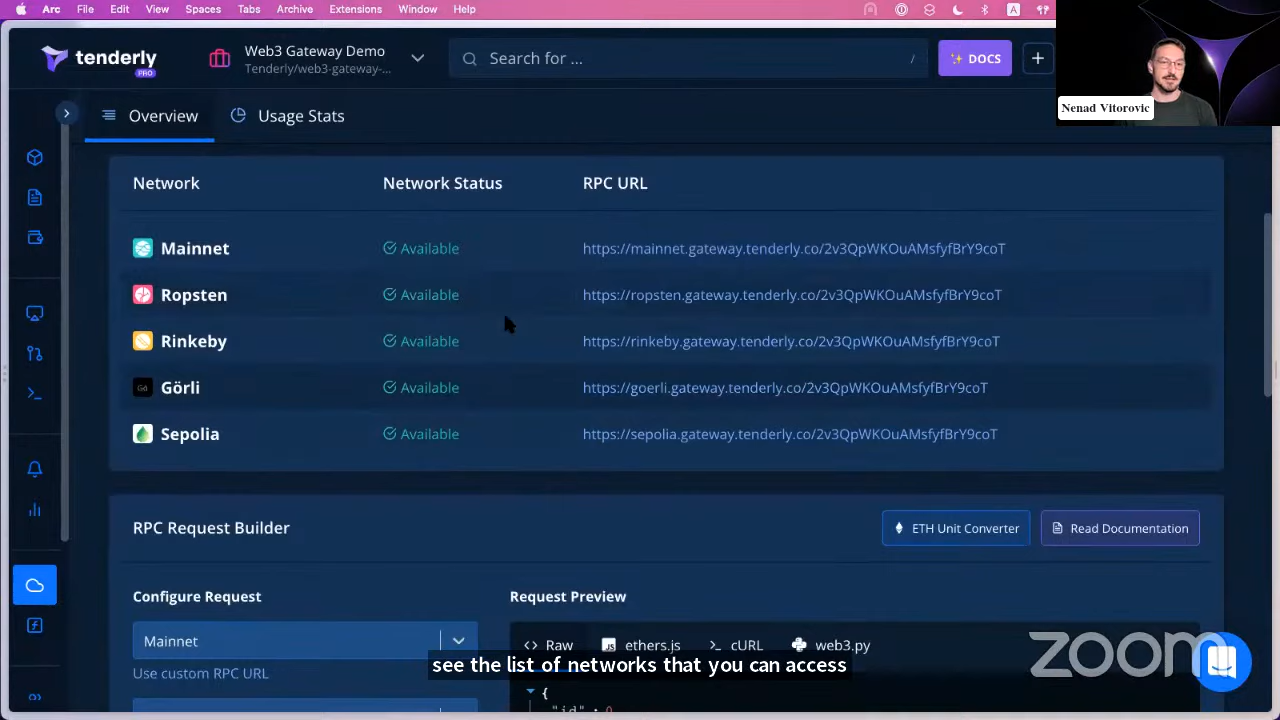 Arc File Edit View Spaces Tabs Archive Extensions Window Help
A
tenderly
PRO
Web3 Gateway Demo
Tenderly/web3-gateway-...
Search for ...
/
DOCS
+
Nenad Vitorovic
Overview
Usage Stats
Network Network Status RPC URL
Mainnet Available https://mainnet.gateway.tenderly.co/2v3QpWKOuAMsfyfBrY9coT
Ropsten Available https://ropsten.gateway.tenderly.co/2v3QpWKOuAMsfyfBrY9coT
Rinkeby Available https://rinkeby.gateway.tenderly.co/2v3QpWKOuAMsfyfBrY9coT
Görli Available https://goerli.gateway.tenderly.co/2v3QpWKOuAMsfyfBrY9coT
Sepolia Available https://sepolia.gateway.tenderly.co/2v3QpWKOuAMsfyfBrY9coT
RPC Request Builder
ETH Unit Converter
Read Documentation
Configure Request
Request Preview
Mainnet
Raw ethers.js cURL web3.py
zoom
see the list of networks that you can access
Use custom RPC URL
{
"id": 0